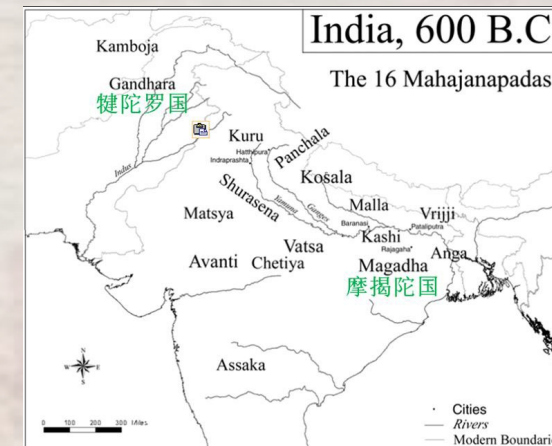 India, 600 B.C
The 16 Mahajanapadas
Kamboja
Gandhara
犍陀罗国
Indus
Kuru
Panchala
Hatthipura
Indraprashta
Kosala
Shurasena
Yamuna
Ganges
Malla
Vrijji
Matsya
Baranasi
Pataliputra
Kashi
Rajagaha
Vatsa
Anga
Avanti
Chetiya
Magadha
摩揭陀国
Assaka
N
W
E
S
0 100 200 300 Miles
Cities
Rivers
Modern Boundari